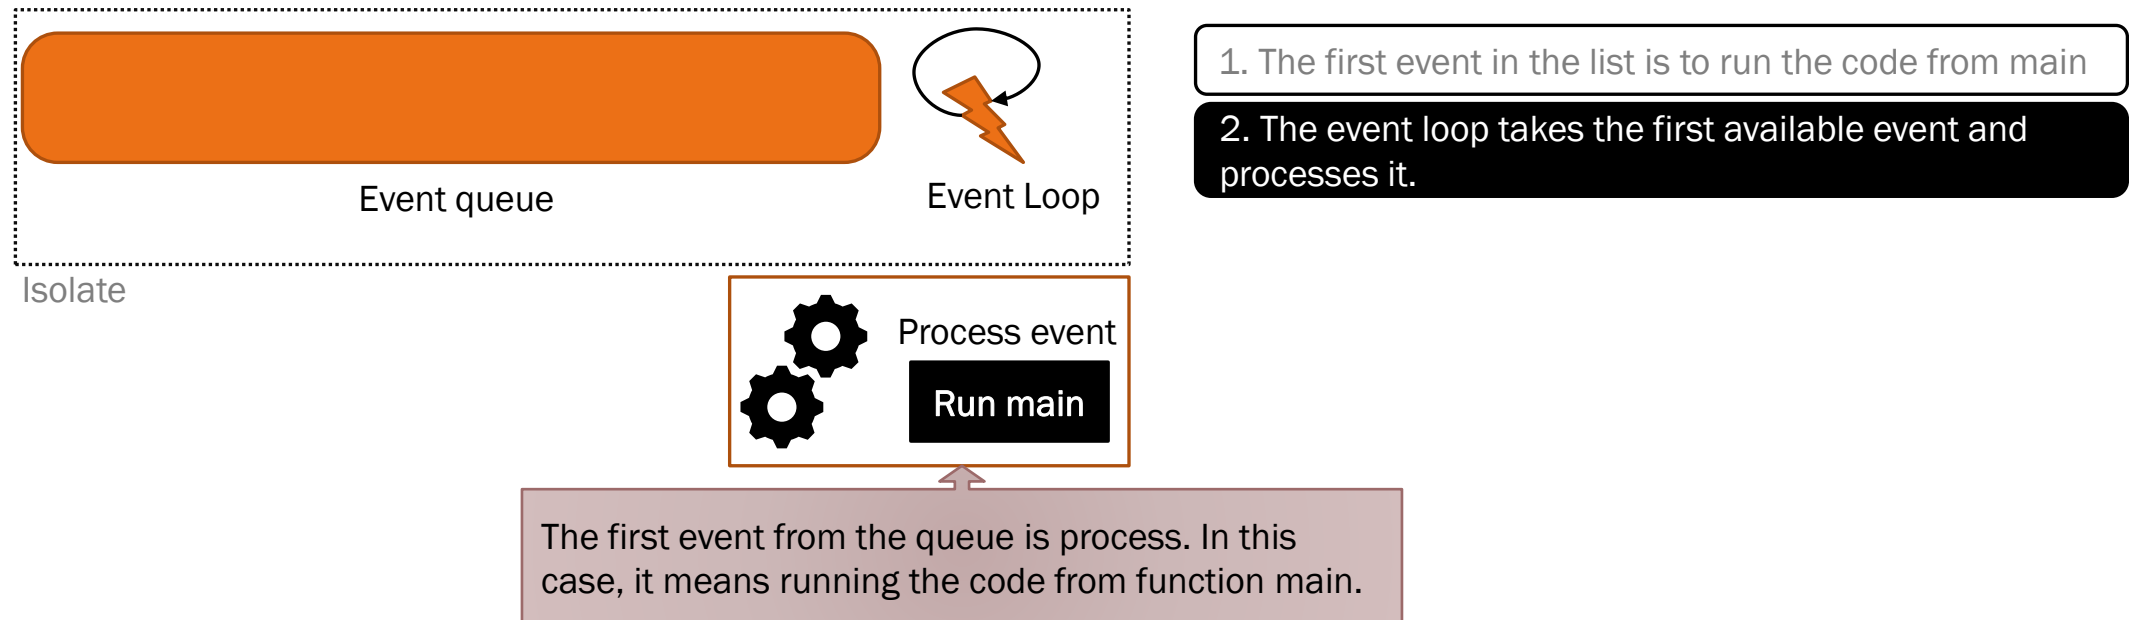 1. The first event in the list is to run the code from main
2. The event loop takes the first available event and
processes it.
Event queue
Event Loop
Isolate
Process event
Run main
The first event from the queue is process. In this
case, it means running the code from function main.